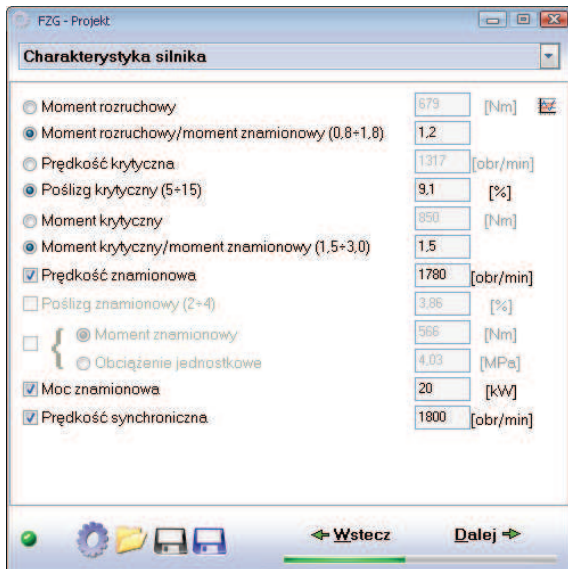 FZG - Projekt
Charakterystyka silnika
Moment rozruchowy 679 [Nm]
Moment rozruchowy/moment znamionowy (0,8÷1,8) 1,2
Prędkość krytyczna 1317 [obr/min]
Poślizg krytyczny (5÷15) 9,1 [%]
Moment krytyczny 850 [Nm]
Moment krytyczny/moment znamionowy (1,5÷3,0) 1,5
Prędkość znamionowa 1780 [obr/min]
Poślizg znamionowy (2÷4) 3,86 [%]
Moment znamionowy 566 [Nm]
Obciążenie jednostkowe 4,03 [MPa]
Moc znamionowa 20 [kW]
Prędkość synchroniczna 1800 [obr/min]
Wstecz Dalej